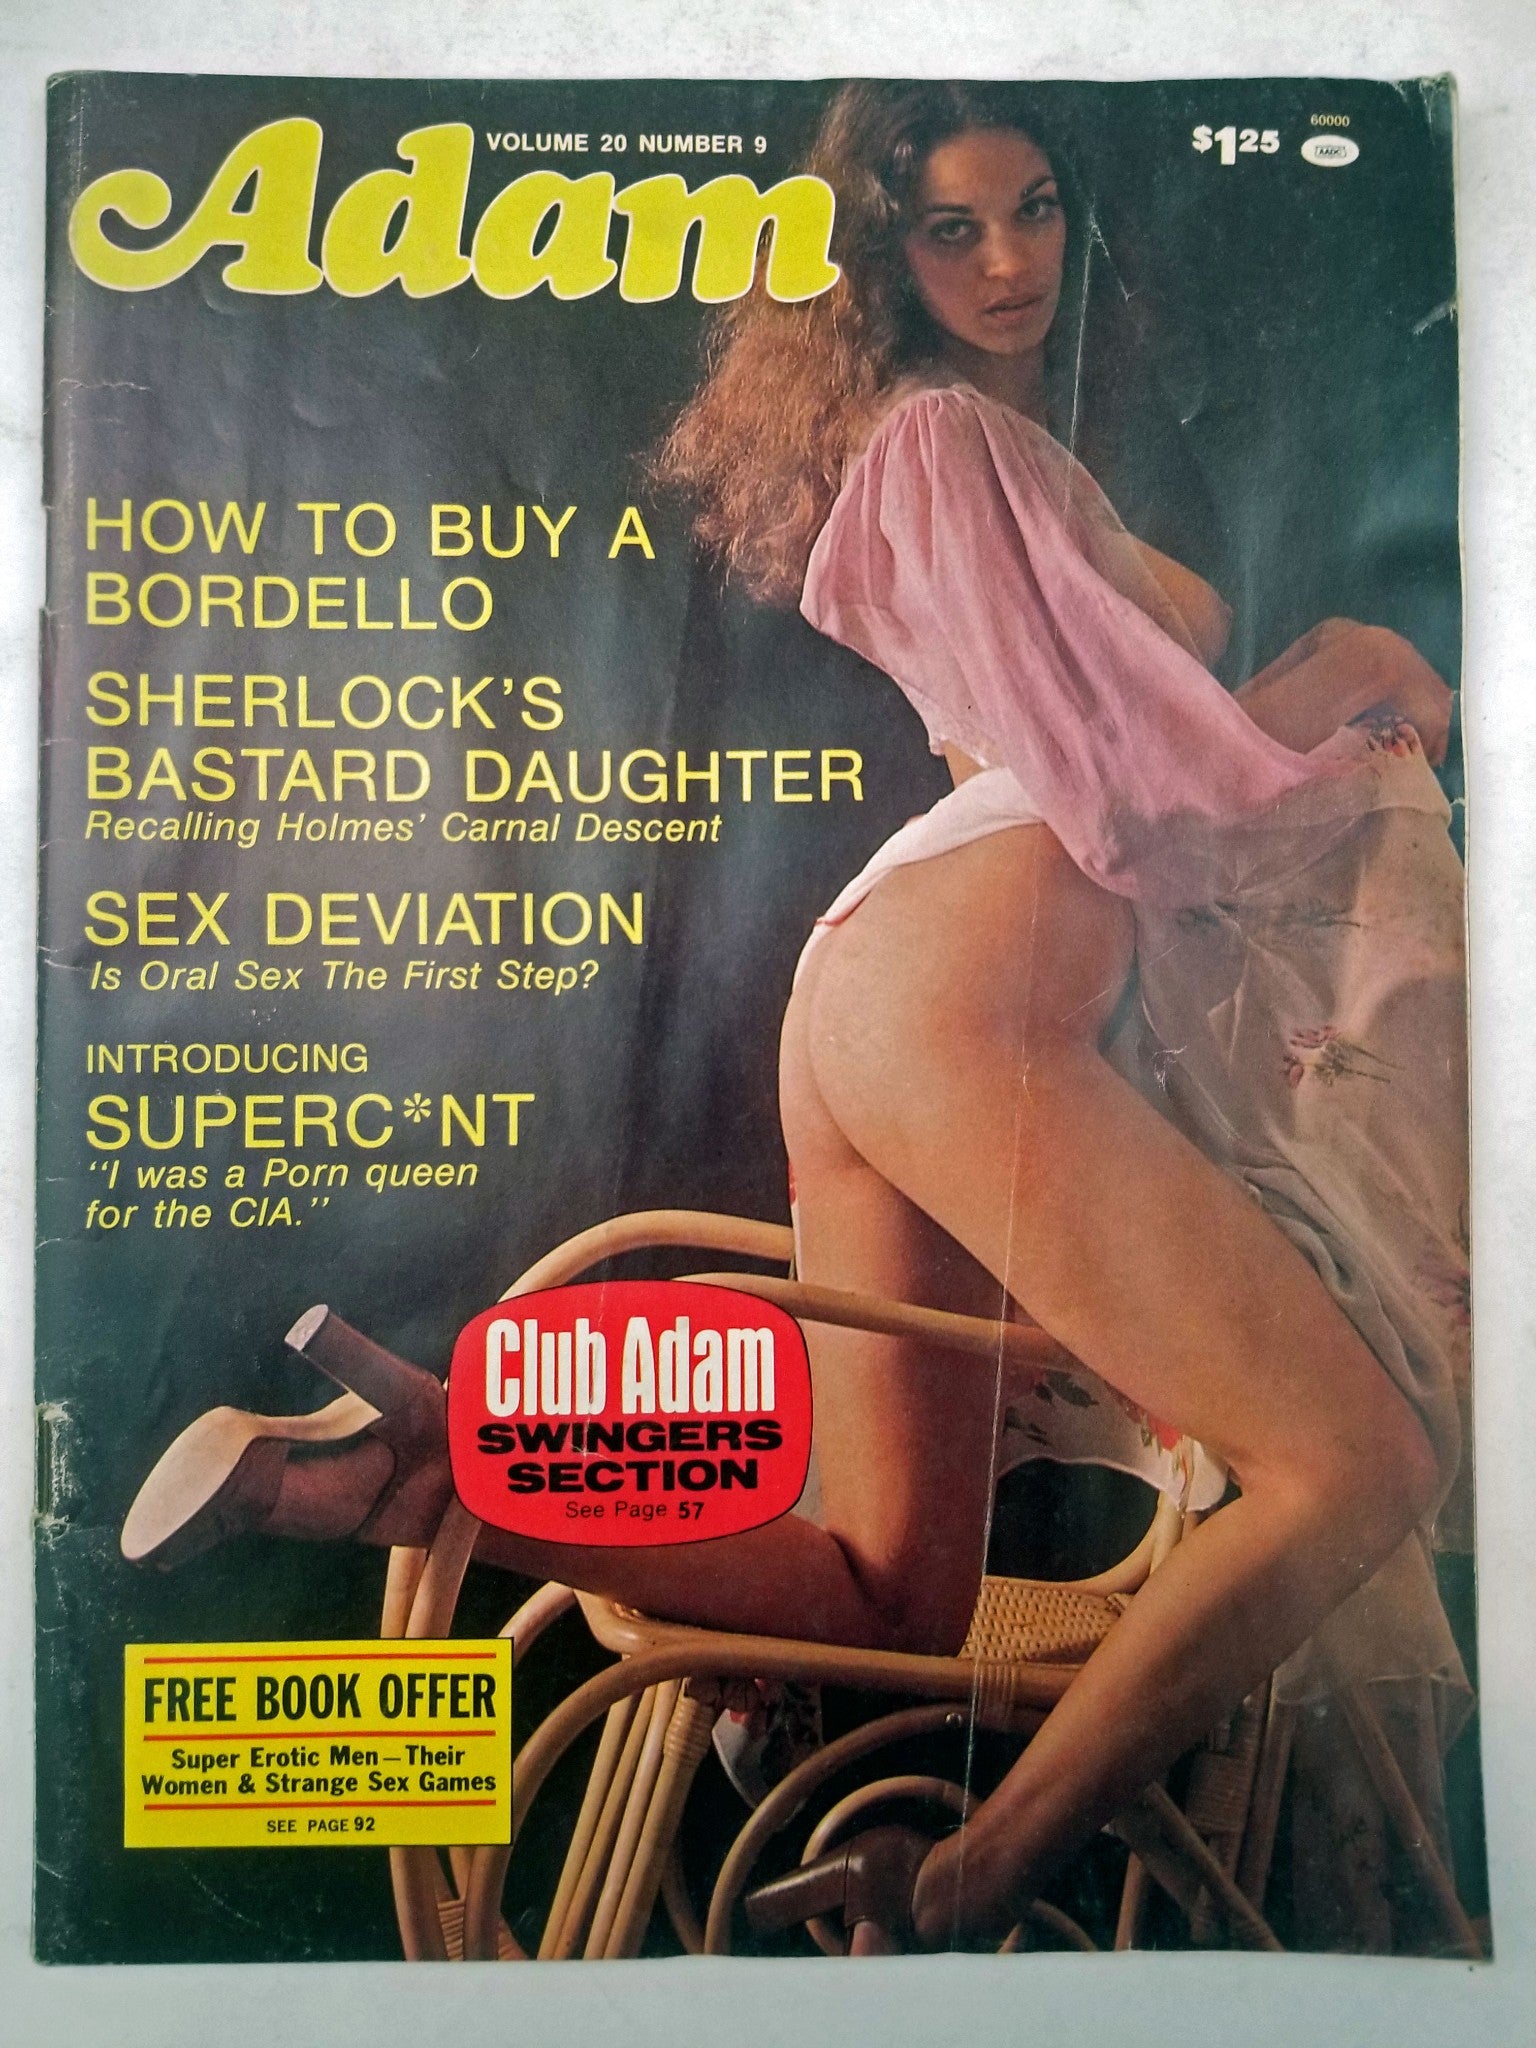 VOLUME 20 NUMBER 9
$1.25
60000
AADC
Adam
HOW TO BUY A
BORDELLO
SHERLOCK'S
BASTARD DAUGHTER
Recalling Holmes' Carnal Descent
SEX DEVIATION
Is Oral Sex The First Step?
INTRODUCING
SUPERC*NT
"I was a Porn queen
for the CIA."
Club Adam
SWINGERS
SECTION
See Page 57
FREE BOOK OFFER
Super Erotic Men—Their
Women & Strange Sex Games
SEE PAGE 92